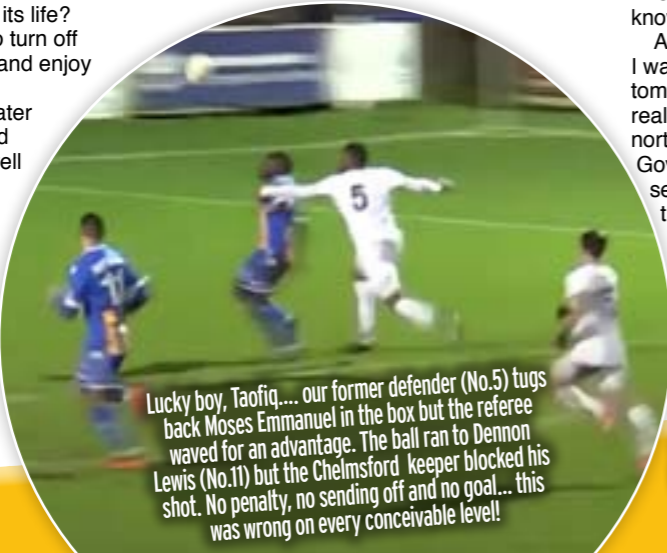 its life?
turn off
and enjoy
ater
ell
Lucky boy, Taofiq.... our former defender (No.5) tugs
back Moses Emmanuel in the box but the referee
waved for an advantage. The ball ran to Dennon
Lewis (No.11) but the Chelmsford keeper blocked his
shot. No penalty, no sending off and no goal... this
was wrong on every conceivable level!
know
I wa
tom
real
nort
Gov
se
t
5
11